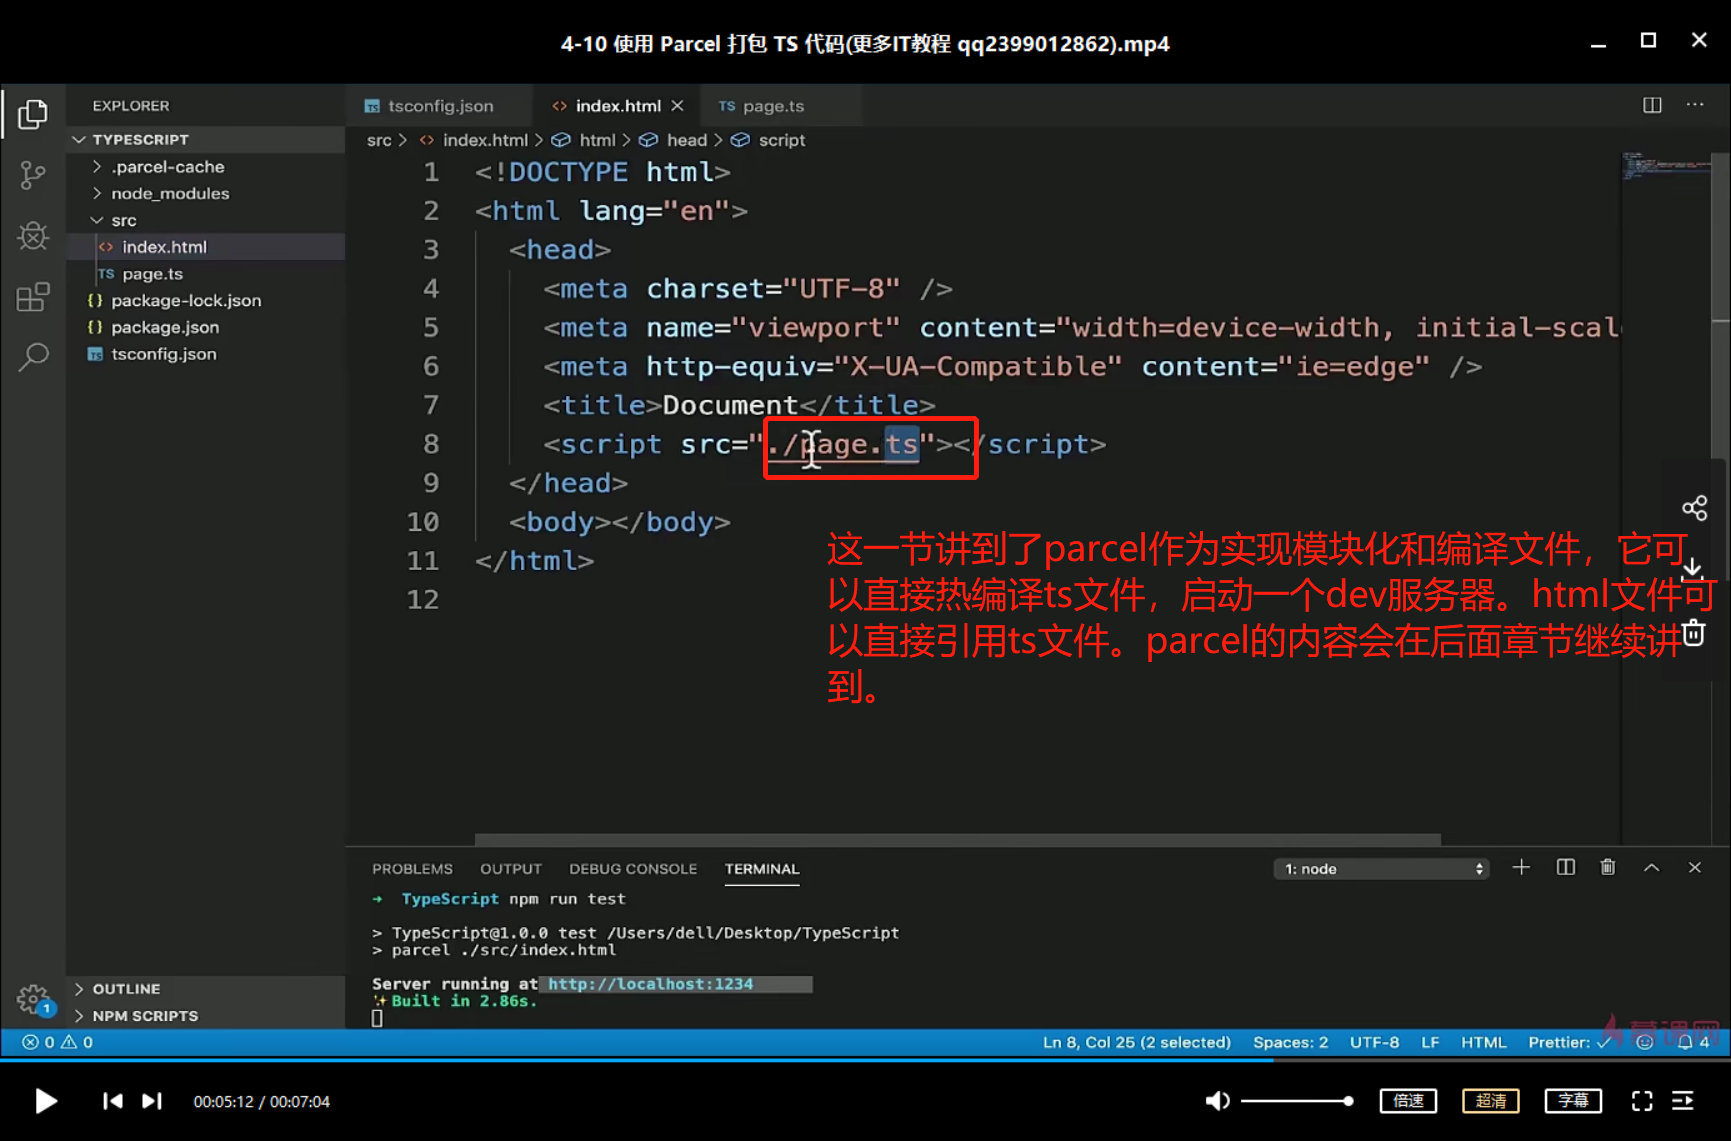 4-10 使用 Parcel 打包 TS 代码(更多IT教程 qq2399012862).mp4
EXPLORER
TYPESCRIPT
.parcel-cache
node_modules
src
index.html
TS page.ts
{} package-lock.json
{} package.json
TS tsconfig.json
OUTLINE
NPM SCRIPTS
1
TS tsconfig.json
<> index.html
TS page.ts
src > <> index.html > html > head > script
1 <!DOCTYPE html>
2 <html lang="en">
3 <head>
4 <meta charset="UTF-8" />
5 <meta name="viewport" content="width=device-width, initial-scal
6 <meta http-equiv="X-UA-Compatible" content="ie=edge" />
7 <title>Document</title>
8 <script src="./page.ts"></script>
9 </head>
10 <body></body>
11 </html>
12
这一节讲到了parcel作为实现模块化和编译文件，它可
以直接热编译ts文件，启动一个dev服务器。html文件可
以直接引用ts文件。parcel的内容会在后面章节继续讲
到。
PROBLEMS OUTPUT DEBUG CONSOLE TERMINAL
1: node
→ TypeScript npm run test
> TypeScript@1.0.0 test /Users/dell/Desktop/TypeScript
> parcel ./src/index.html
Server running at http://localhost:1234
✨ Built in 2.86s.
0 0
Ln 8, Col 25 (2 selected) Spaces: 2 UTF-8 LF HTML Prettier: ✓ 4
慕课网
00:05:12 / 00:07:04
倍速 超清 字幕